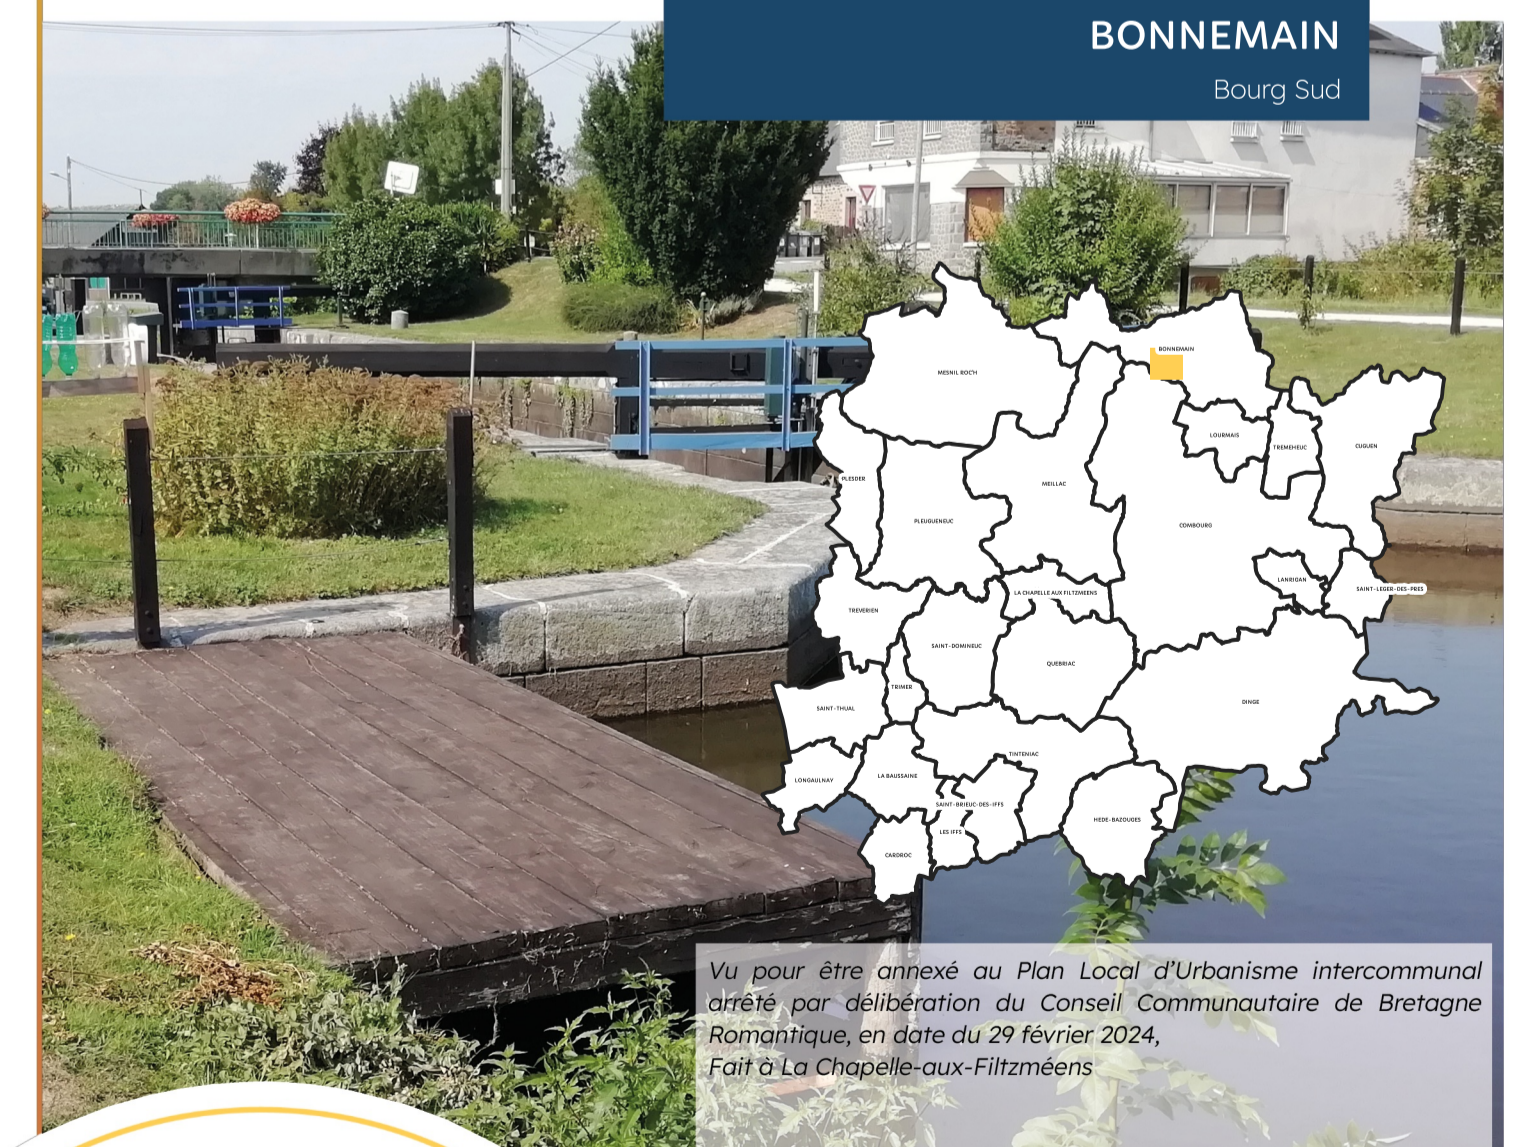 BONNEMAIN
Bourg Sud
BONNEMAIN
MESNIL ROC'H
LOURMAIS
TREMEHEUC
CUGUEN
PLESDER
MEILLAC
PLEUGUENEUC
COMBOURG
LANRIGAN
SAINT-LEGER-DES-PRES
LA CHAPELLE AUX FILTZMEENS
TREVERIEN
SAINT-DOMINEUC
QUEBRIAC
TRIMER
DINGE
SAINT-THUAL
TINTENIAC
LA BAUSSAINE
LONGAULNAY
SAINT-BRIEUC-DES-IFFS
HEDE-BAZOUGES
LES IFFS
CARDROC
Vu pour être annexé au Plan Local d'Urbanisme intercommunal
arrêté par délibération du Conseil Communautaire de Bretagne
Romantique, en date du 29 février 2024,
Fait à La Chapelle-aux-Filtzméens